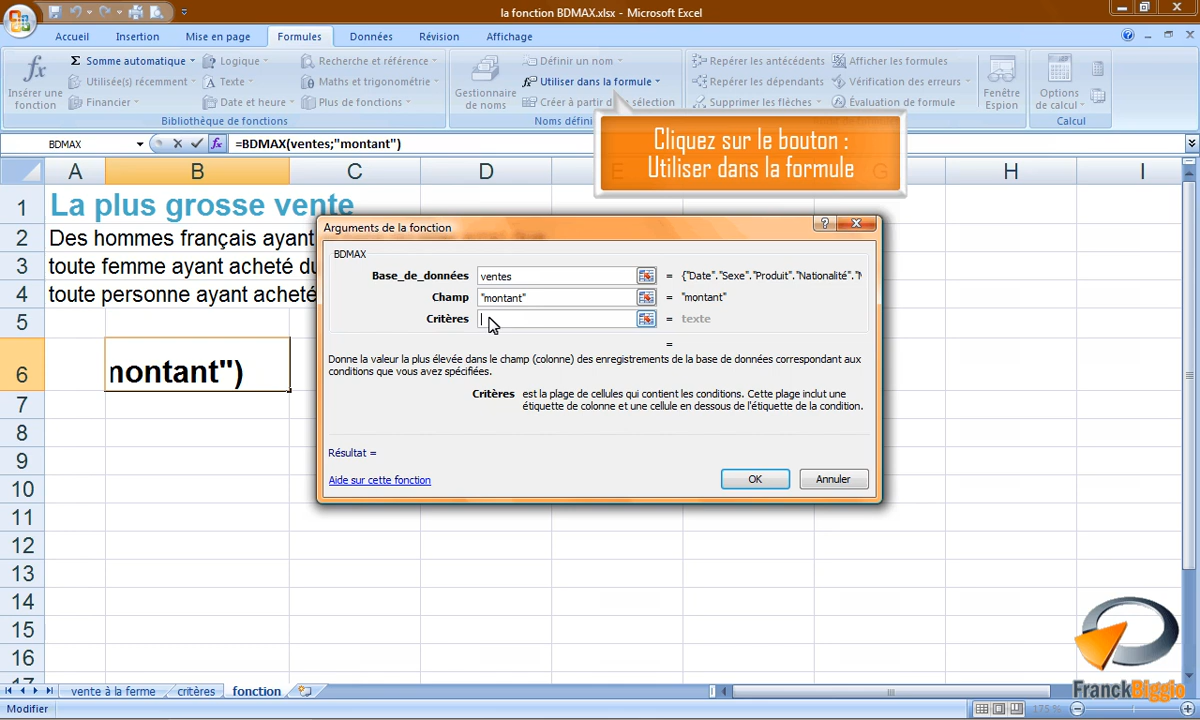 la fonction BDMAX.xlsx - Microsoft Excel
Accueil Insertion Mise en page Formules Données Révision Affichage
fx Σ Somme automatique Logique Recherche et référence Définir un nom Repérer les antécédents Afficher les formules
Utilisée(s) récemment Texte Maths et trigonométrie Utiliser dans la formule Repérer les dépendants Vérification des erreurs
Insérer une fonction Financier Date et heure Plus de fonctions Gestionnaire de noms Créer à partir de la sélection Supprimer les flèches Évaluation de formule Fenêtre Espion Options de calcul
Bibliothèque de fonctions Noms défini Calcul
Cliquez sur le bouton :
Utiliser dans la formule
BDMAX fx =BDMAX(ventes;"montant")
A B C D E G H I
1 La plus grosse vente
2 Des hommes français ayant
3 toute femme ayant acheté du
4 toute personne ayant acheté
5
6 montant")
7
8
9
10
11
12
13
14
15
16
17
Arguments de la fonction
BDMAX
Base_de_données ventes = {"Date"."Sexe"."Produit"."Nationalité"."N
Champ "montant" = "montant"
Critères = texte
=
Donne la valeur la plus élevée dans le champ (colonne) des enregistrements de la base de données correspondant aux
conditions que vous avez spécifiées.
Critères est la plage de cellules qui contient les conditions. Cette plage inclut une
étiquette de colonne et une cellule en dessous de l'étiquette de la condition.
Résultat =
Aide sur cette fonction OK Annuler
FranckBiggio
vente à la ferme critères fonction
Modifier 175 %